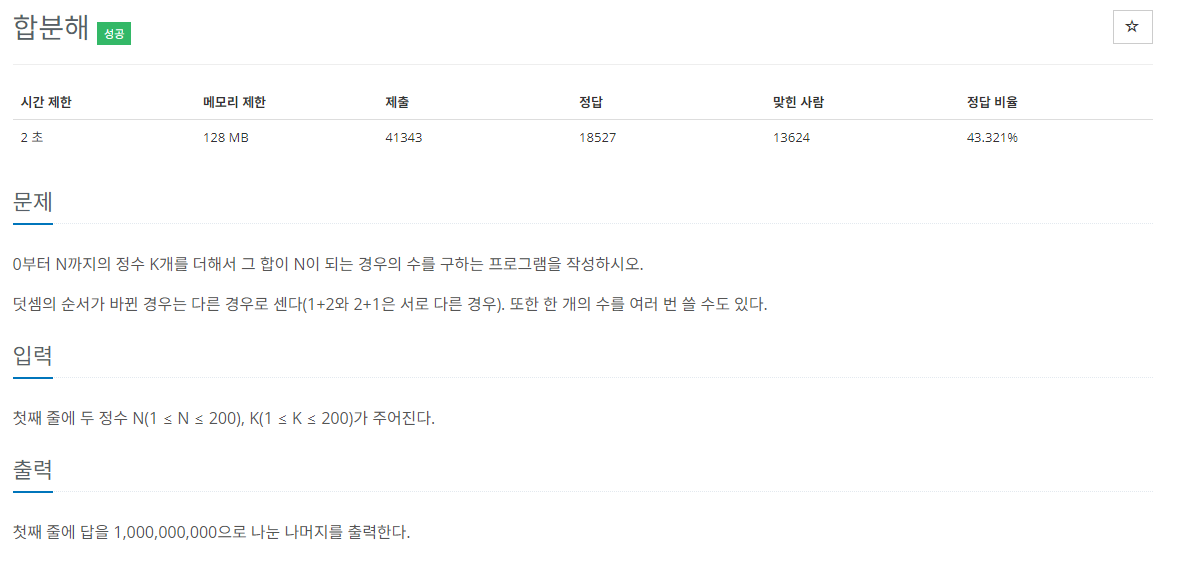 합분해 성공
☆
시간 제한 메모리 제한 제출 정답 맞힌 사람 정답 비율
2 초 128 MB 41343 18527 13624 43.321%
문제
0부터 N까지의 정수 K개를 더해서 그 합이 N이 되는 경우의 수를 구하는 프로그램을 작성하시오.
덧셈의 순서가 바뀐 경우는 다른 경우로 센다(1+2와 2+1은 서로 다른 경우). 또한 한 개의 수를 여러 번 쓸 수도 있다.
입력
첫째 줄에 두 정수 N(1 ≤ N ≤ 200), K(1 ≤ K ≤ 200)가 주어진다.
출력
첫째 줄에 답을 1,000,000,000으로 나눈 나머지를 출력한다.